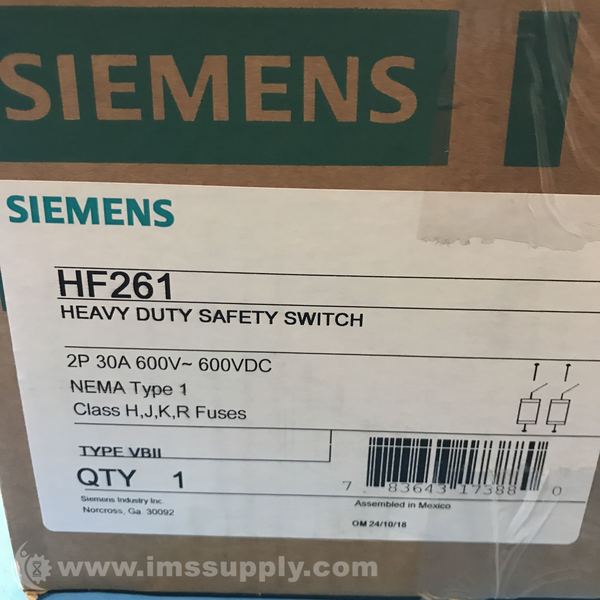 SIEMENS
SIEMENS
HF261
HEAVY DUTY SAFETY SWITCH
2P 30A 600V~ 600VDC
NEMA Type 1
Class H,J,K,R Fuses
TYPE VBII
QTY 1
7 83643 17388 0
Siemens Industry Inc.
Norcross, Ga. 30092
Assembled in Mexico
OM 24/10/18
www.imssupply.com